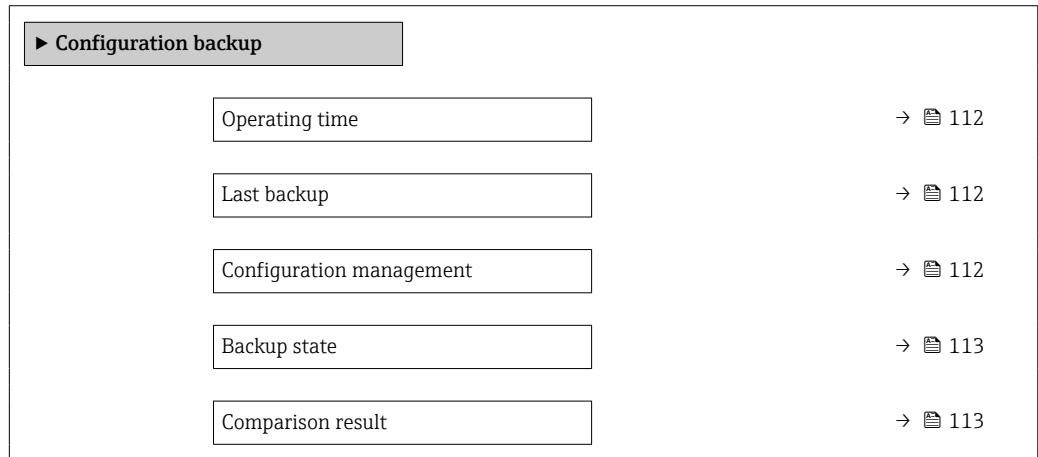 ▶ Configuration backup
Operating time → 🖹 112
Last backup → 🖹 112
Configuration management → 🖹 112
Backup state → 🖹 113
Comparison result → 🖹 113